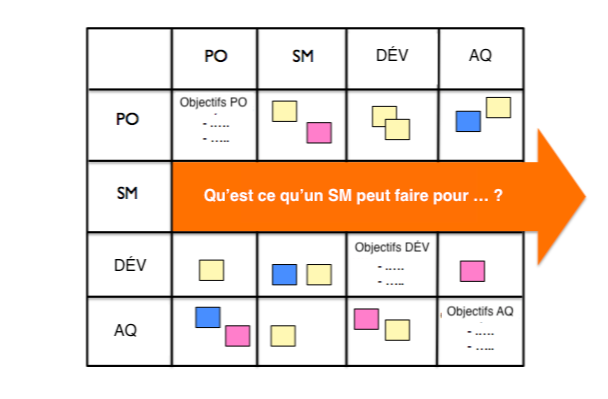 PO SM DÉV AQ
PO
Objectifs PO
- .....
- .....
SM
Qu'est ce qu'un SM peut faire pour ... ?
DÉV
Objectifs DÉV
- .....
- .....
AQ
Objectifs AQ
- .....
- .....